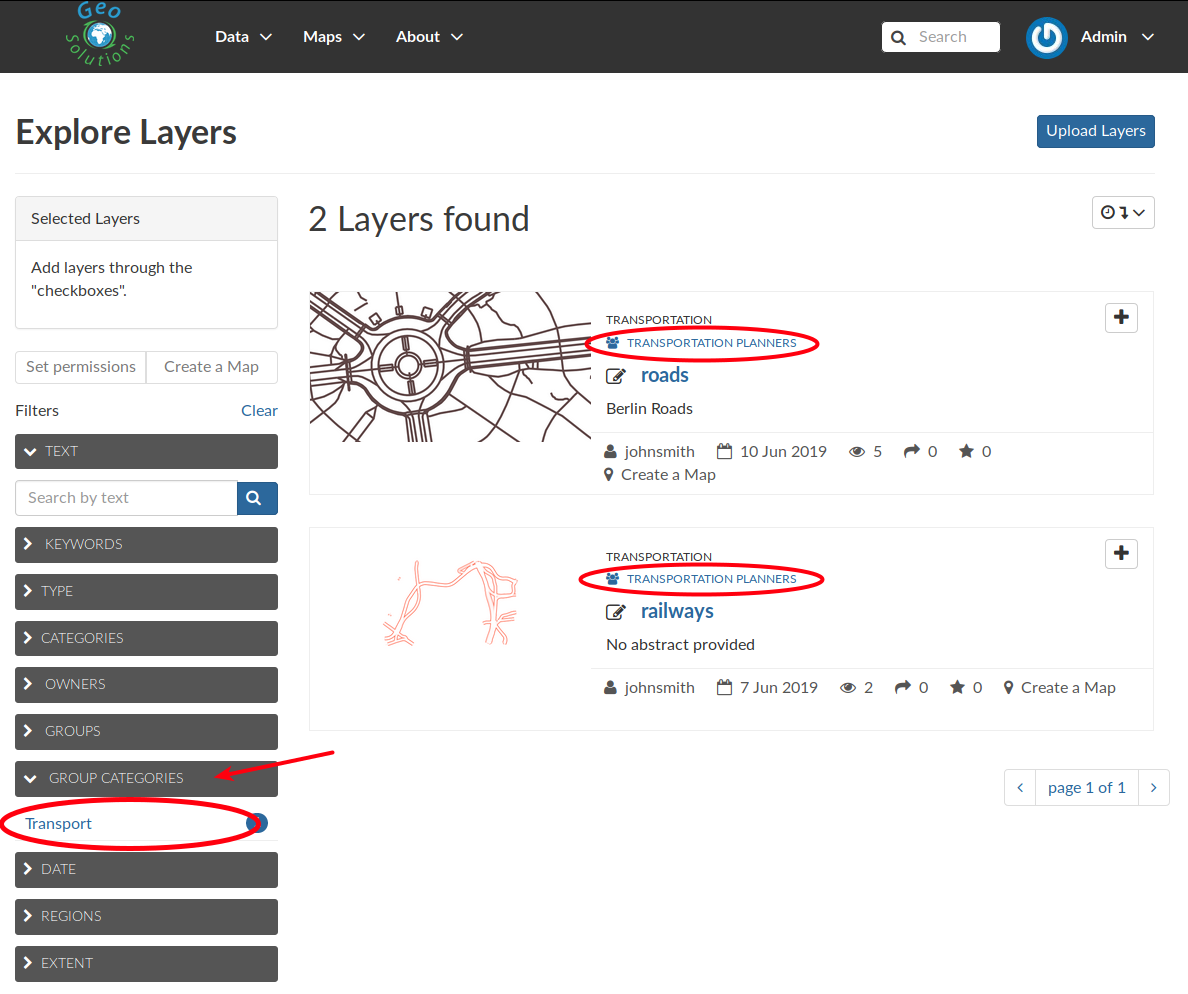 Geo Solutions
Data Maps About Search Admin
Explore Layers
Upload Layers
Selected Layers
Add layers through the
"checkboxes".
Set permissions Create a Map
Filters Clear
TEXT
Search by text
KEYWORDS
TYPE
CATEGORIES
OWNERS
GROUPS
GROUP CATEGORIES
Transport
DATE
REGIONS
EXTENT
2 Layers found
TRANSPORTATION
TRANSPORTATION PLANNERS
roads
Berlin Roads
johnsmith 10 Jun 2019 5 0 0
Create a Map
TRANSPORTATION
TRANSPORTATION PLANNERS
railways
No abstract provided
johnsmith 7 Jun 2019 2 0 0 Create a Map
page 1 of 1